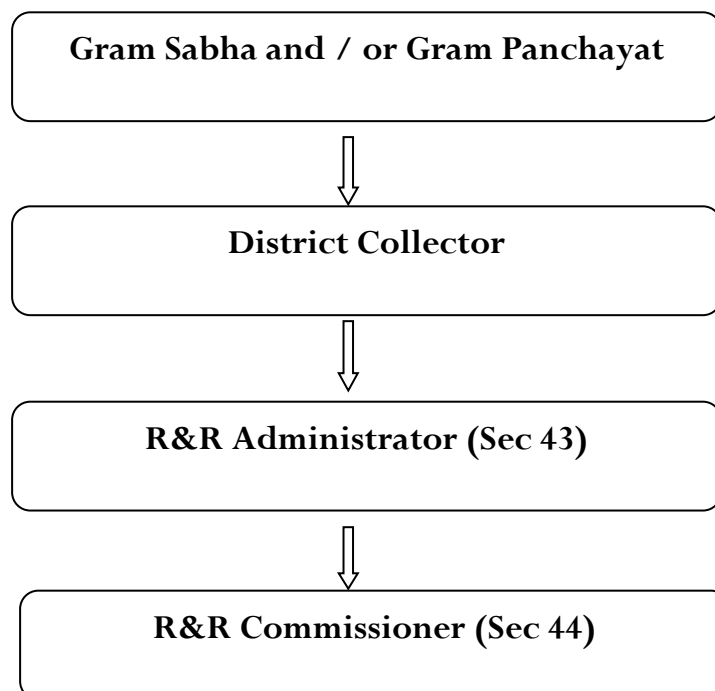 Gram Sabha and / or Gram Panchayat
District Collector
R&R Administrator (Sec 43)
R&R Commissioner (Sec 44)